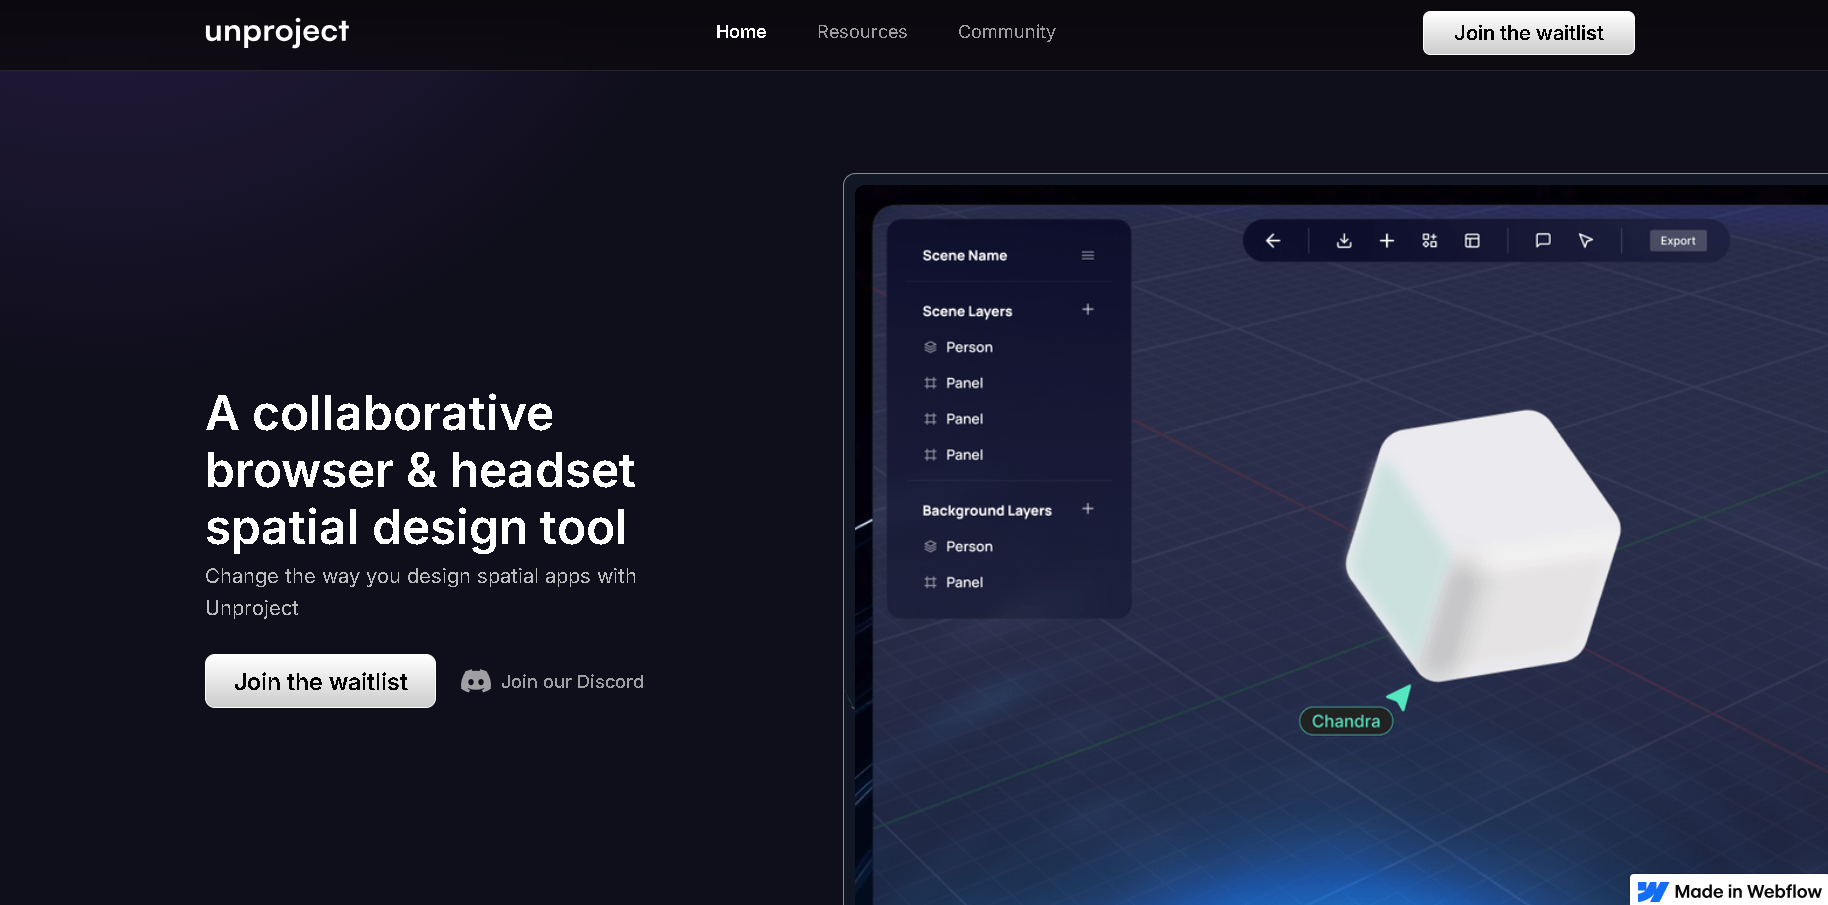 unproject
Home
Resources
Community
Join the waitlist
A collaborative
browser & headset
spatial design tool
Change the way you design spatial apps with
Unproject
Join the waitlist
Join our Discord
Scene Name
Scene Layers
Person
Panel
Panel
Panel
Background Layers
Person
Panel
Export
Chandra
Made in Webflow